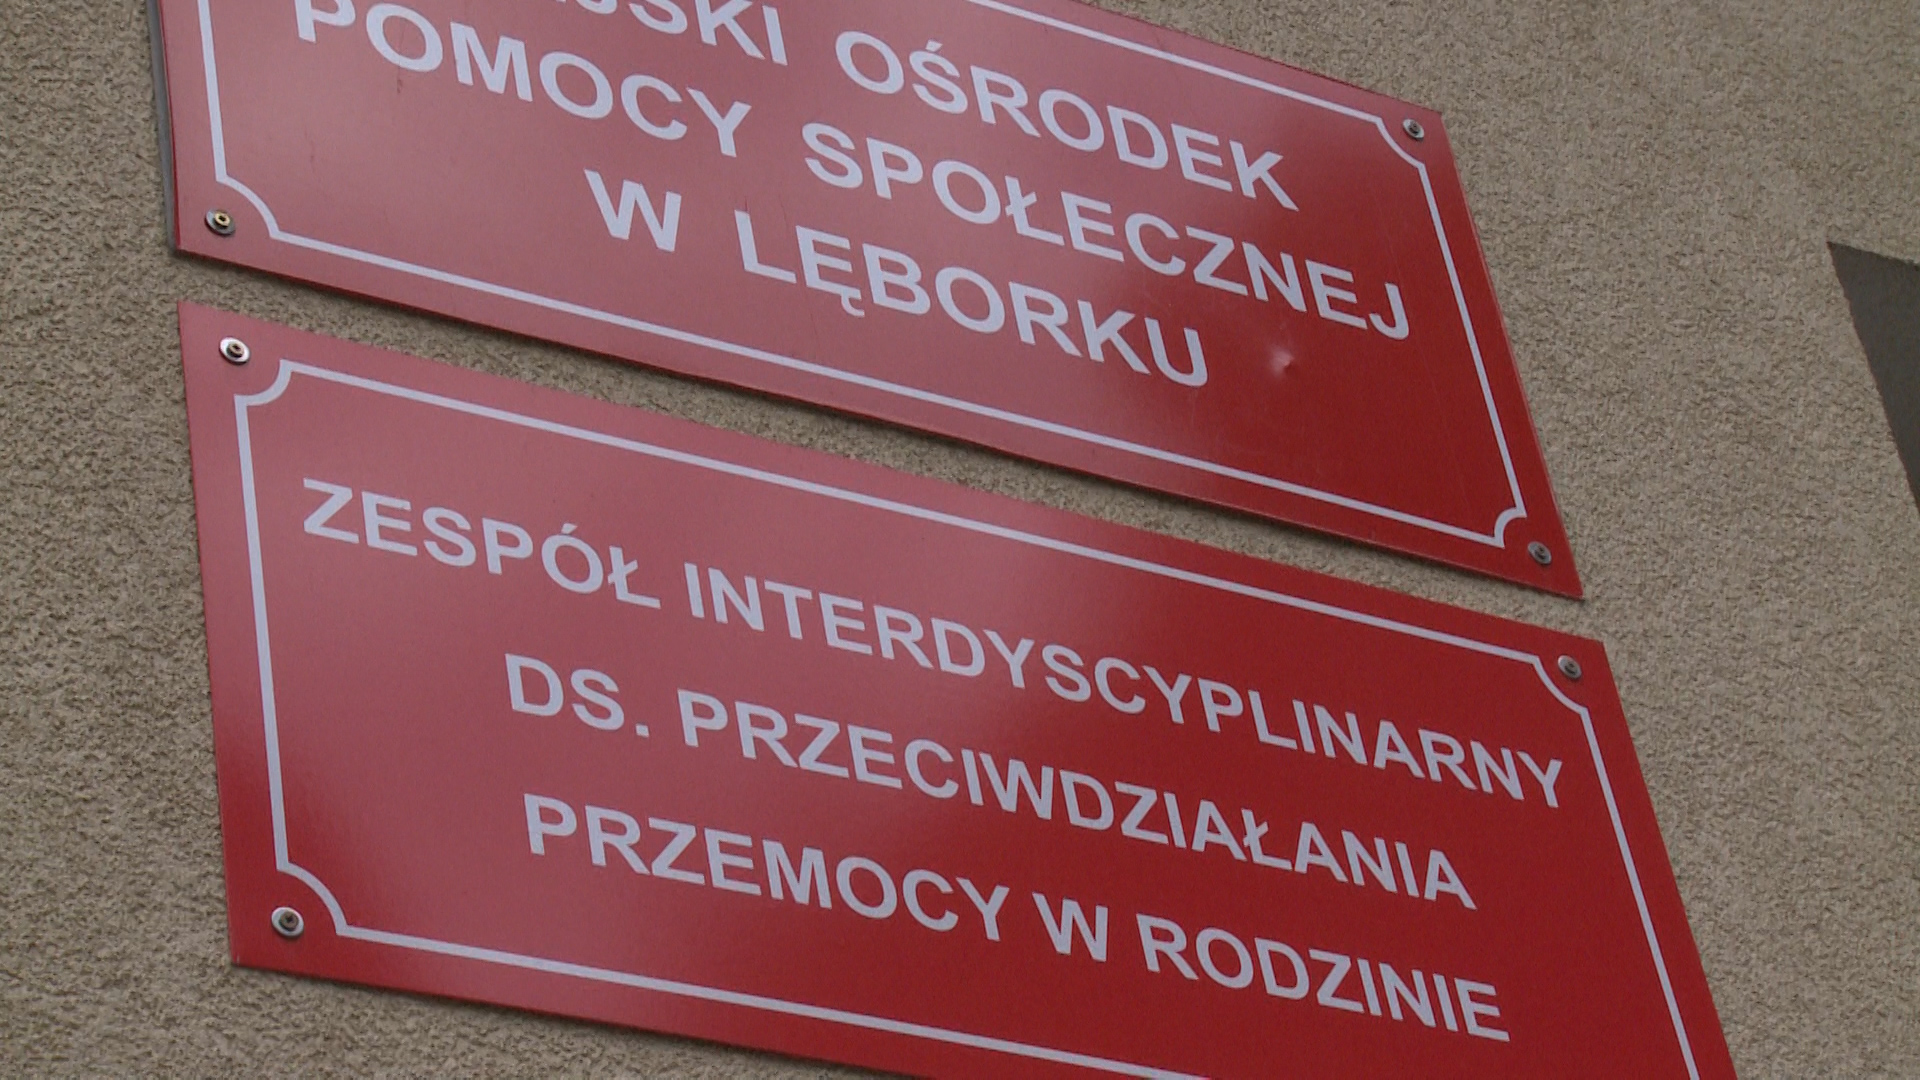 OŚRODEK
POMOCY SPOŁECZNEJ
W LĘBORKU
ZESPÓŁ INTERDYSCYPLINARNY
DS. PRZECIWDZIAŁANIA
PRZEMOCY W RODZINIE